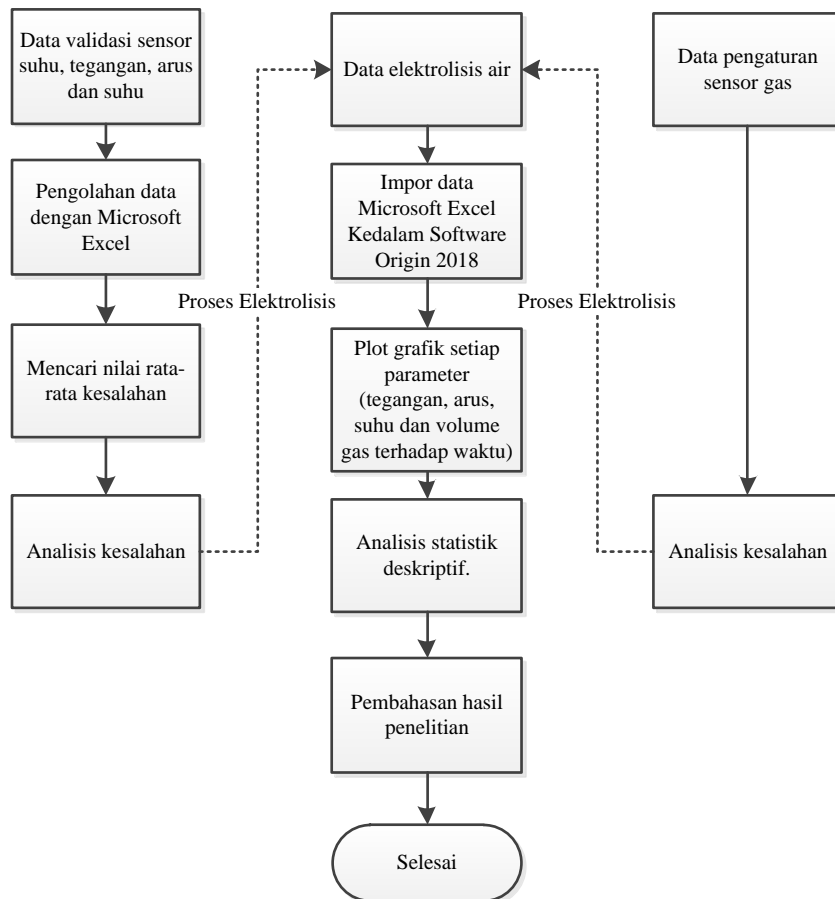 Data validasi sensor
suhu, tegangan, arus
dan suhu
Pengolahan data
dengan Microsoft
Excel
Mencari nilai rata-
rata kesalahan
Analisis kesalahan
Proses Elektrolisis
Data elektrolisis air
Impor data
Microsoft Excel
Kedalam Software
Origin 2018
Plot grafik setiap
parameter
(tegangan, arus,
suhu dan volume
gas terhadap waktu)
Analisis statistik
deskriptif.
Pembahasan hasil
penelitian
Selesai
Proses Elektrolisis
Data pengaturan
sensor gas
Analisis kesalahan